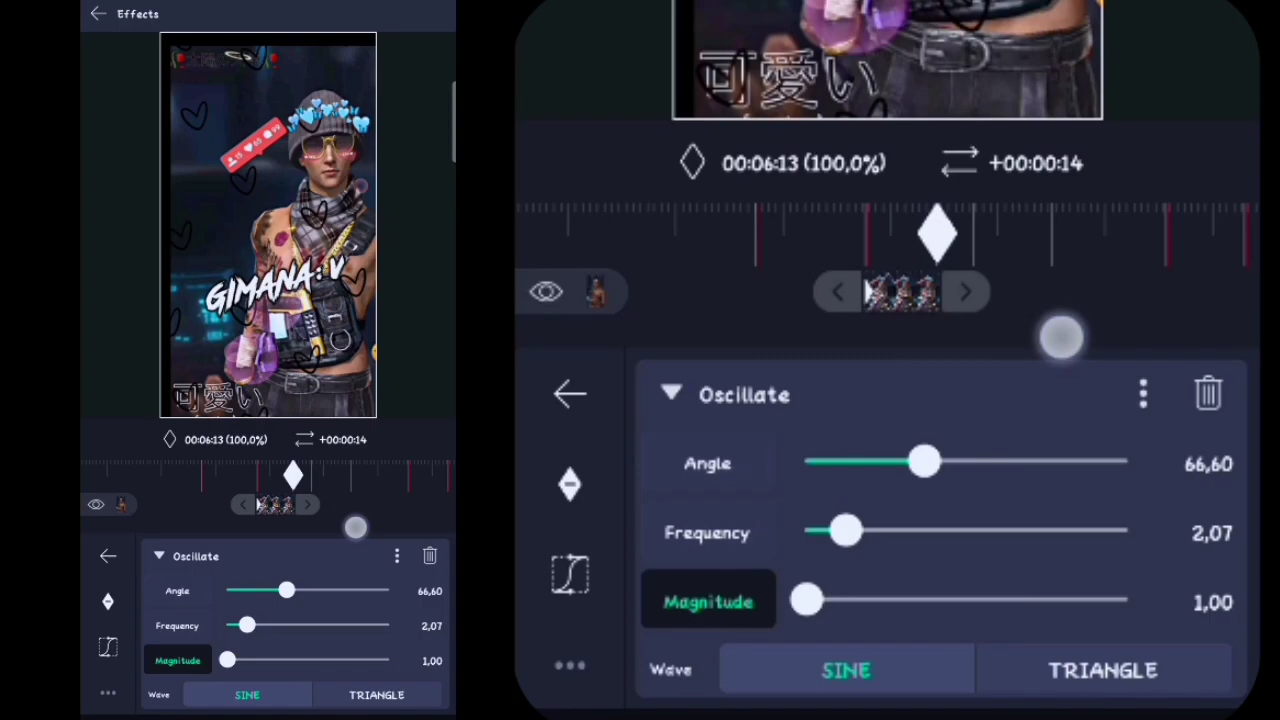 Effects
GIMANA: V
可愛い
00:06:13 (100,0%)
+00:00:14
Oscillate
Angle
66,60
Frequency
2,07
Magnitude
1,00
Wave
SINE
TRIANGLE
可愛い
00:06:13 (100,0%)
+00:00:14
Oscillate
Angle
66,60
Frequency
2,07
Magnitude
1,00
Wave
SINE
TRIANGLE